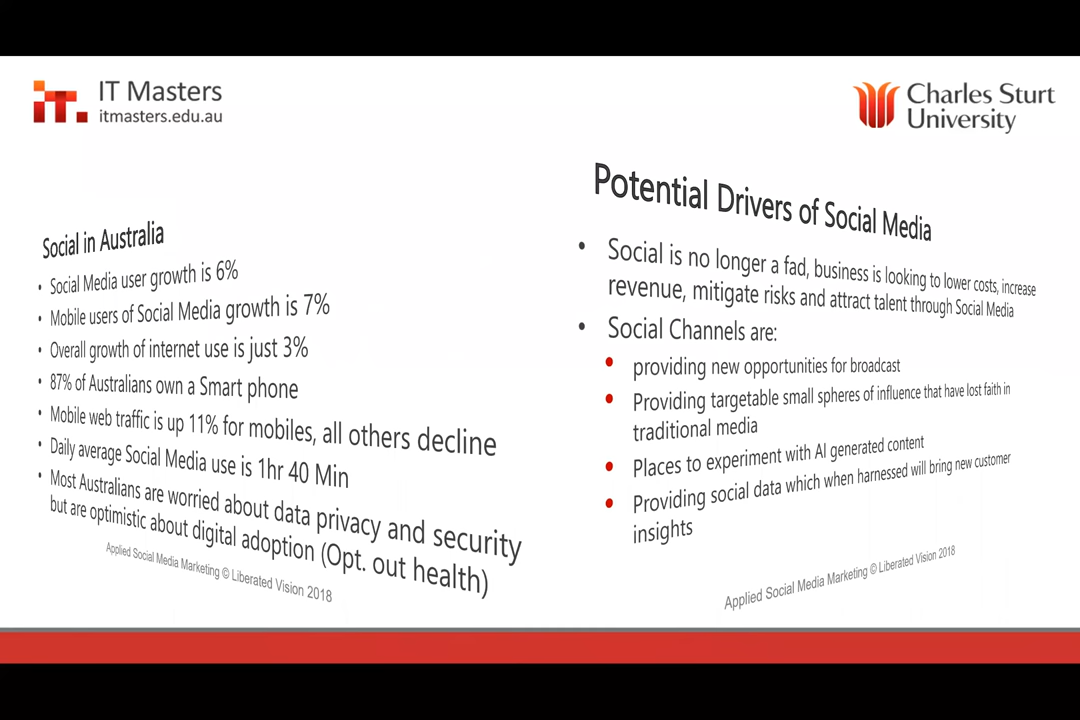 IT Masters
itmasters.edu.au
Charles Sturt
University
Social in Australia
• Social Media user growth is 6%
• Mobile users of Social Media growth is 7%
• Overall growth of internet use is just 3%
• 87% of Australians own a Smart phone
• Mobile web traffic is up 11% for mobiles, all others decline
• Daily average Social Media use is 1hr 40 Min
• Most Australians are worried about data privacy and security
but are optimistic about digital adoption (Opt. out health)
Applied Social Media Marketing © Liberated Vision 2018
Potential Drivers of Social Media
• Social is no longer a fad, business is looking to lower costs, increase
revenue, mitigate risks and attract talent through Social Media
• Social Channels are:
• providing new opportunities for broadcast
• Providing targetable small spheres of influence that have lost faith in
traditional media
• Places to experiment with AI generated content
• Providing social data which when harnessed will bring new customer
insights
Applied Social Media Marketing © Liberated Vision 2018